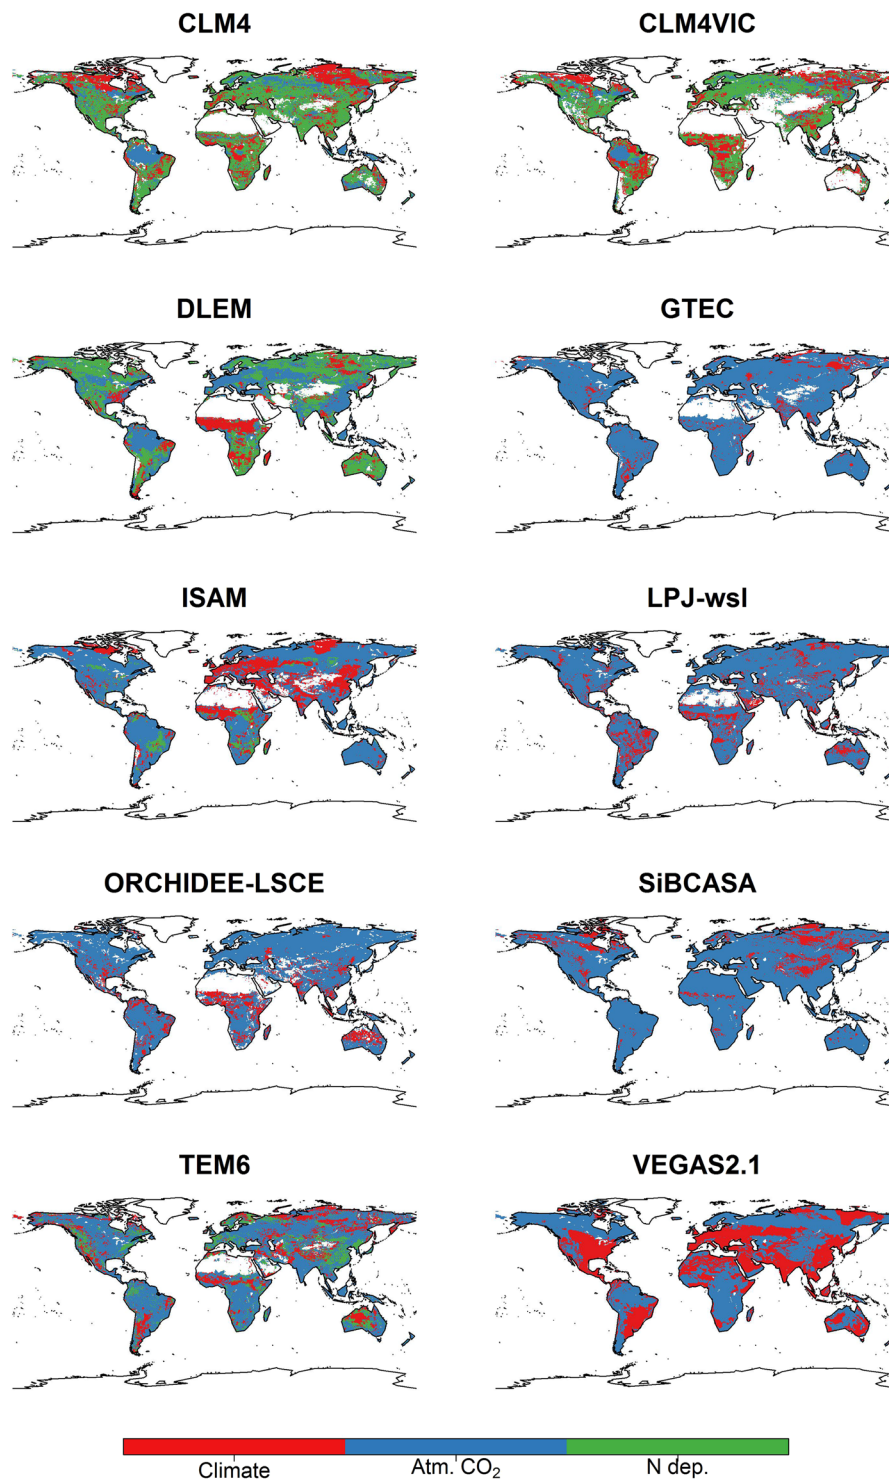 CLM4
CLM4VIC
DLEM
GTEC
ISAM
LPJ-wsl
ORCHIDEE-LSCE
SiBCASA
TEM6
VEGAS2.1
Climate
Atm. CO₂
N dep.